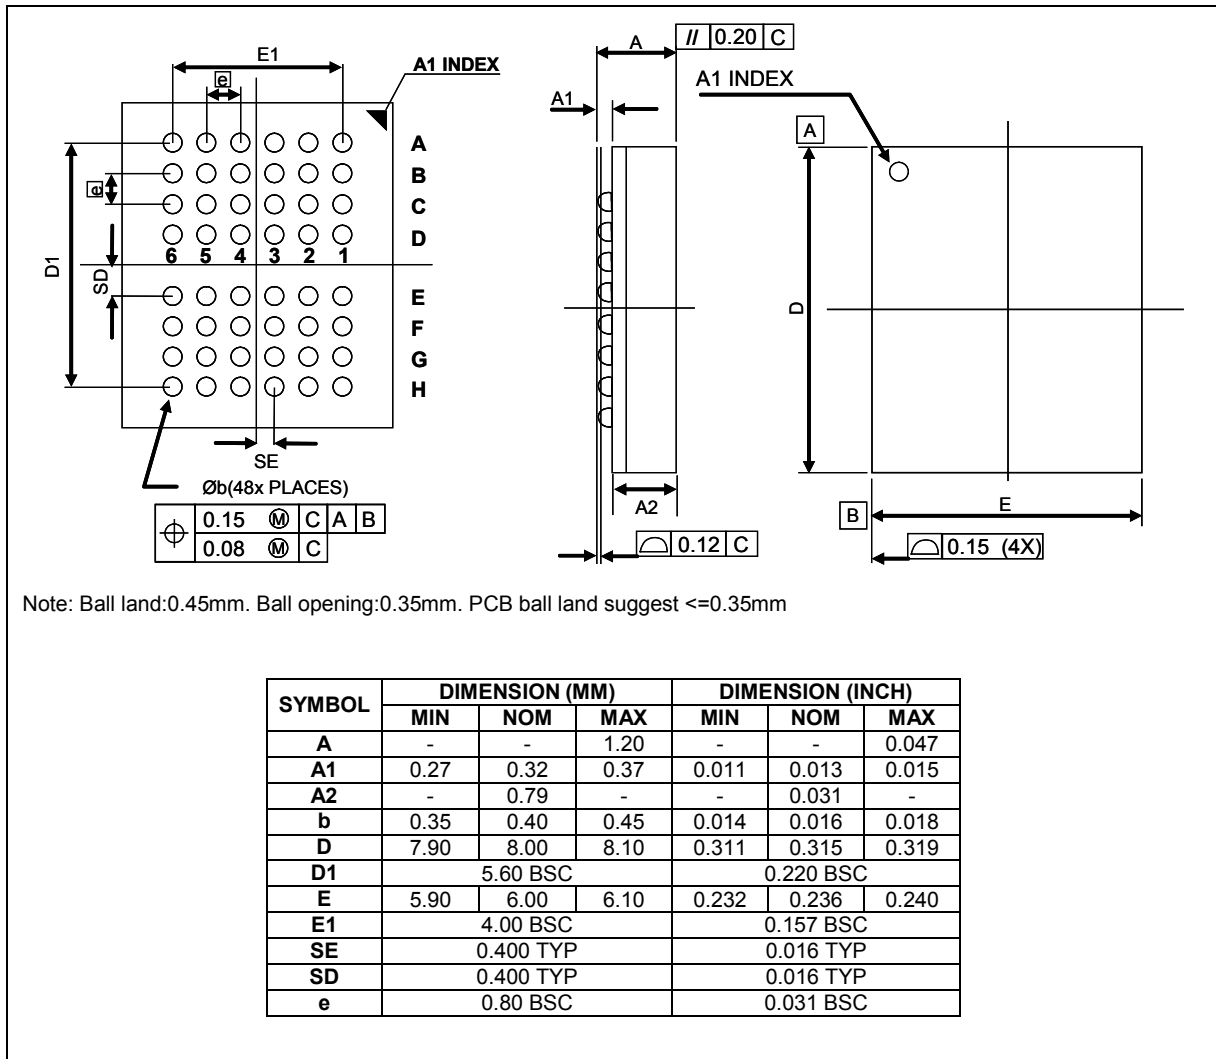 E1
e
A1 INDEX
A
B
C
D
6 5 4 3 2 1
E
F
G
H
e
D1
SD
SE
Øb(48x PLACES)
0.15 Ⓜ C A B
0.08 Ⓜ C
A
// 0.20 C
A1
A2
0.12 C
A1 INDEX
A
D
B
E
0.15 (4X)
Note: Ball land:0.45mm. Ball opening:0.35mm. PCB ball land suggest <=0.35mm
SYMBOL DIMENSION (MM) DIMENSION (INCH)
MIN NOM MAX MIN NOM MAX
A - - 1.20 - - 0.047
A1 0.27 0.32 0.37 0.011 0.013 0.015
A2 - 0.79 - - 0.031 -
b 0.35 0.40 0.45 0.014 0.016 0.018
D 7.90 8.00 8.10 0.311 0.315 0.319
D1 5.60 BSC 0.220 BSC
E 5.90 6.00 6.10 0.232 0.236 0.240
E1 4.00 BSC 0.157 BSC
SE 0.400 TYP 0.016 TYP
SD 0.400 TYP 0.016 TYP
e 0.80 BSC 0.031 BSC